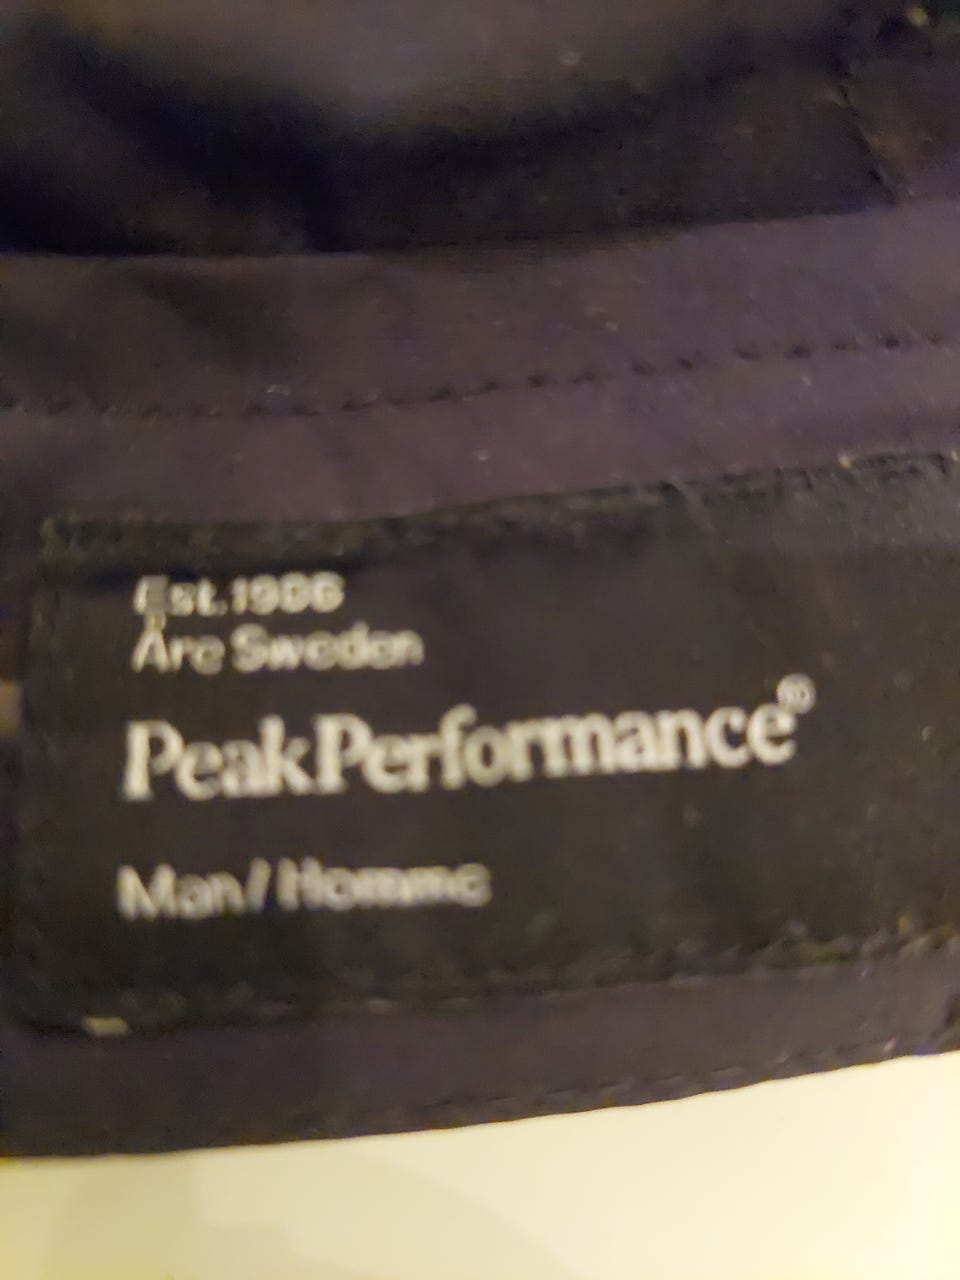 Est.1986
Åre Sweden
PeakPerformance®
Man/Homme